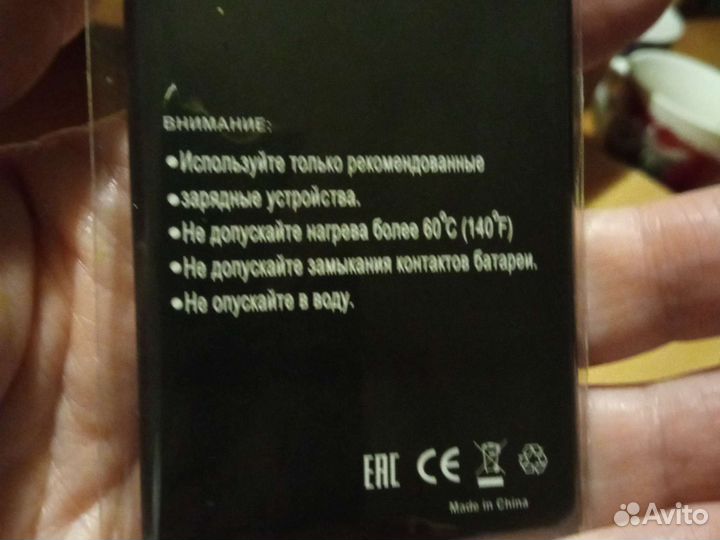 ВНИМАНИЕ:
•Используйте только рекомендованные
•зарядные устройства.
•Не допускайте нагрева более 60°C (140°F)
•Не допускайте замыкания контактов батареи.
•Не опускайте в воду.
EAC CE
Made in China
Avito